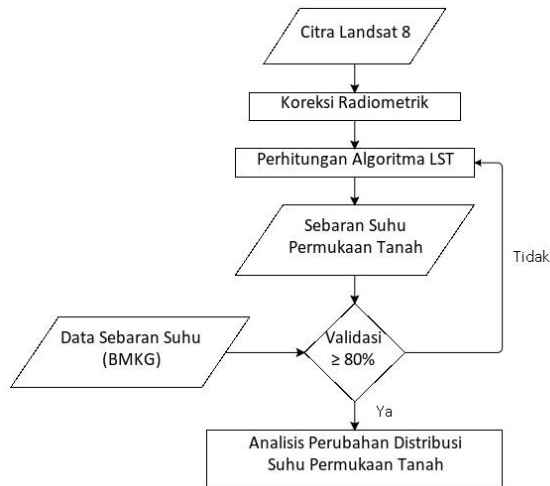 Citra Landsat 8
Koreksi Radiometrik
Perhitungan Algoritma LST
Sebaran Suhu
Permukaan Tanah
Tidak
Data Sebaran Suhu
(BMKG)
Validasi
≥ 80%
Ya
Analisis Perubahan Distribusi
Suhu Permukaan Tanah